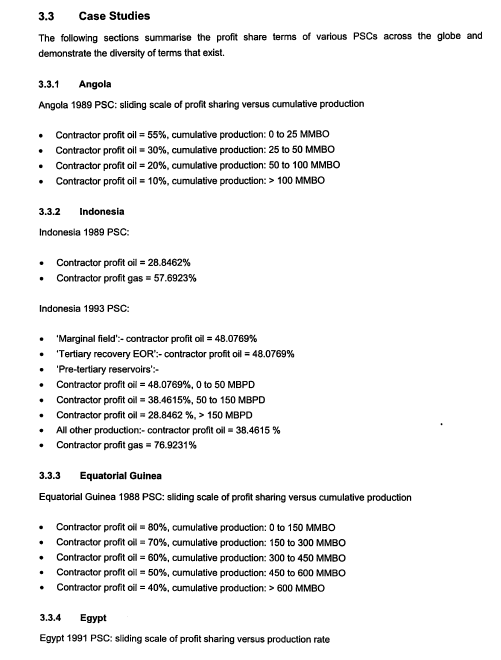 3.3 Case Studies
The following sections summarise the profit share terms of various PSCs across the globe and
demonstrate the diversity of terms that exist.
3.3.1 Angola
Angola 1989 PSC: sliding scale of profit sharing versus cumulative production
• Contractor profit oil = 55%, cumulative production: 0 to 25 MMBO
• Contractor profit oil = 30%, cumulative production: 25 to 50 MMBO
• Contractor profit oil = 20%, cumulative production: 50 to 100 MMBO
• Contractor profit oil = 10%, cumulative production: > 100 MMBO
3.3.2 Indonesia
Indonesia 1989 PSC:
• Contractor profit oil = 28.8462%
• Contractor profit gas = 57.6923%
Indonesia 1993 PSC:
• 'Marginal field':- contractor profit oil = 48.0769%
• 'Tertiary recovery EOR':- contractor profit oil = 48.0769%
• 'Pre-tertiary reservoirs':-
• Contractor profit oil = 48.0769%, 0 to 50 MBPD
• Contractor profit oil = 38.4615%, 50 to 150 MBPD
• Contractor profit oil = 28.8462 %, > 150 MBPD
• All other production:- contractor profit oil = 38.4615 %
• Contractor profit gas = 76.9231%
3.3.3 Equatorial Guinea
Equatorial Guinea 1988 PSC: sliding scale of profit sharing versus cumulative production
• Contractor profit oil = 80%, cumulative production: 0 to 150 MMBO
• Contractor profit oil = 70%, cumulative production: 150 to 300 MMBO
• Contractor profit oil = 60%, cumulative production: 300 to 450 MMBO
• Contractor profit oil = 50%, cumulative production: 450 to 600 MMBO
• Contractor profit oil = 40%, cumulative production: > 600 MMBO
3.3.4 Egypt
Egypt 1991 PSC: sliding scale of profit sharing versus production rate